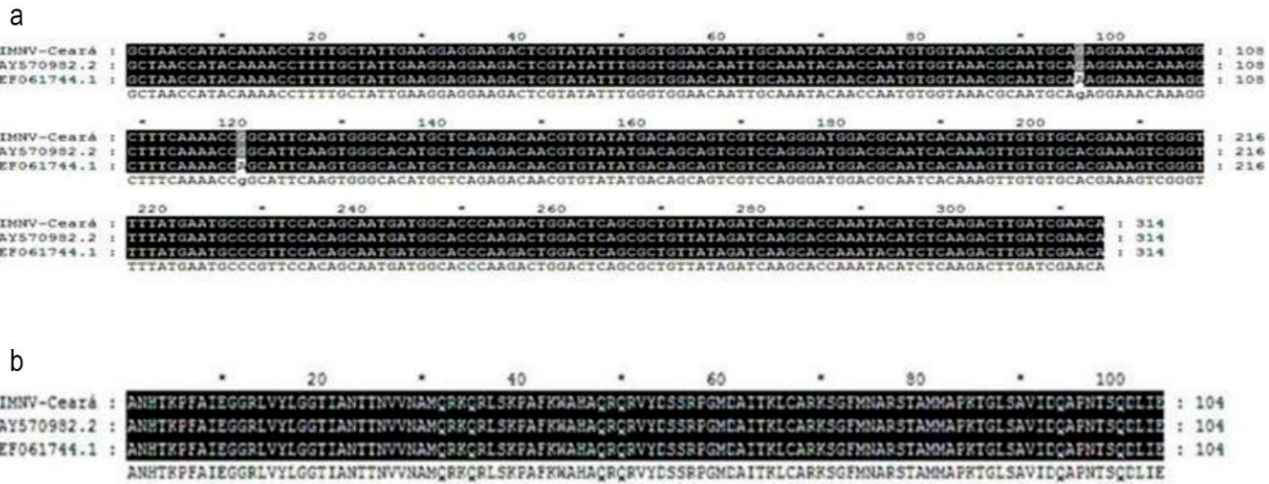 a
* 20 * 40 * 60 * 80 * 100
IMNV-Ceará : GCTAACCATACAAAACCTTTTGCTATTGAAGGAGGAAGACTCGTATATTTGGGTGGAACAATTGCAAATACAACCAATGTGGTAAACGCAATGCAGAGGAAACAAAGG : 108
AY570982.2 : GCTAACCATACAAAACCTTTTGCTATTGAAGGAGGAAGACTCGTATATTTGGGTGGAACAATTGCAAATACAACCAATGTGGTAAACGCAATGCAGAGGAAACAAAGG : 108
EF061744.1 : GCTAACCATACAAAACCTTTTGCTATTGAAGGAGGAAGACTCGTATATTTGGGTGGAACAATTGCAAATACAACCAATGTGGTAAACGCAATGCAAAGGAAACAAAGG : 108
GCTAACCATACAAAACCTTTTGCTATTGAAGGAGGAAGACTCGTATATTTGGGTGGAACAATTGCAAATACAACCAATGTGGTAAACGCAATGCAgAGGAAACAAAGG
* 120 * 140 * 160 * 180 * 200 *
IMNV-Ceará : CTTTCAAAACCGGCATTCAAGTGGGCACATGCTCAGAGACAACGTGTATATGACAGCAGTCGTCCAGGGATGGACGCAATCACAAAGTTGTGTGCACGAAAGTCGGGT : 216
AY570982.2 : CTTTCAAAACCGGCATTCAAGTGGGCACATGCTCAGAGACAACGTGTATATGACAGCAGTCGTCCAGGGATGGACGCAATCACAAAGTTGTGTGCACGAAAGTCGGGT : 216
EF061744.1 : CTTTCAAAACCAGCATTCAAGTGGGCACATGCTCAGAGACAACGTGTATATGACAGCAGTCGTCCAGGGATGGACGCAATCACAAAGTTGTGTGCACGAAAGTCGGGT : 216
CTTTCAAAACCgGCATTCAAGTGGGCACATGCTCAGAGACAACGTGTATATGACAGCAGTCGTCCAGGGATGGACGCAATCACAAAGTTGTGTGCACGAAAGTCGGGT
220 * 240 * 260 * 280 * 300 *
IMNV-Ceará : TTTATGAATGCCCGTTCCACAGCAATGATGGCACCCAAGACTGGACTCAGCGCTGTTATAGATCAAGCACCAAATACATCTCAAGACTTGATCGAACA : 314
AY570982.2 : TTTATGAATGCCCGTTCCACAGCAATGATGGCACCCAAGACTGGACTCAGCGCTGTTATAGATCAAGCACCAAATACATCTCAAGACTTGATCGAACA : 314
EF061744.1 : TTTATGAATGCCCGTTCCACAGCAATGATGGCACCCAAGACTGGACTCAGCGCTGTTATAGATCAAGCACCAAATACATCTCAAGACTTGATCGAACA : 314
TTTATGAATGCCCGTTCCACAGCAATGATGGCACCCAAGACTGGACTCAGCGCTGTTATAGATCAAGCACCAAATACATCTCAAGACTTGATCGAACA
b
* 20 * 40 * 60 * 80 * 100
IMNV-Ceará : ANHTKPFAIEGGRLVYLGGTIANTTNVVNAMQRKQRLSKPAFKWAHAQRQRVYDSSRPGMDAITKLCARKSGFMNARSTAMMAPKTGLSAVIDQAPNTSQDLIE : 104
AY570982.2 : ANHTKPFAIEGGRLVYLGGTIANTTNVVNAMQRKQRLSKPAFKWAHAQRQRVYDSSRPGMDAITKLCARKSGFMNARSTAMMAPKTGLSAVIDQAPNTSQDLIE : 104
EF061744.1 : ANHTKPFAIEGGRLVYLGGTIANTTNVVNAMQRKQRLSKPAFKWAHAQRQRVYDSSRPGMDAITKLCARKSGFMNARSTAMMAPKTGLSAVIDQAPNTSQDLIE : 104
ANHTKPFAIEGGRLVYLGGTIANTTNVVNAMQRKQRLSKPAFKWAHAQRQRVYDSSRPGMDAITKLCARKSGFMNARSTAMMAPKTGLSAVIDQAPNTSQDLIE